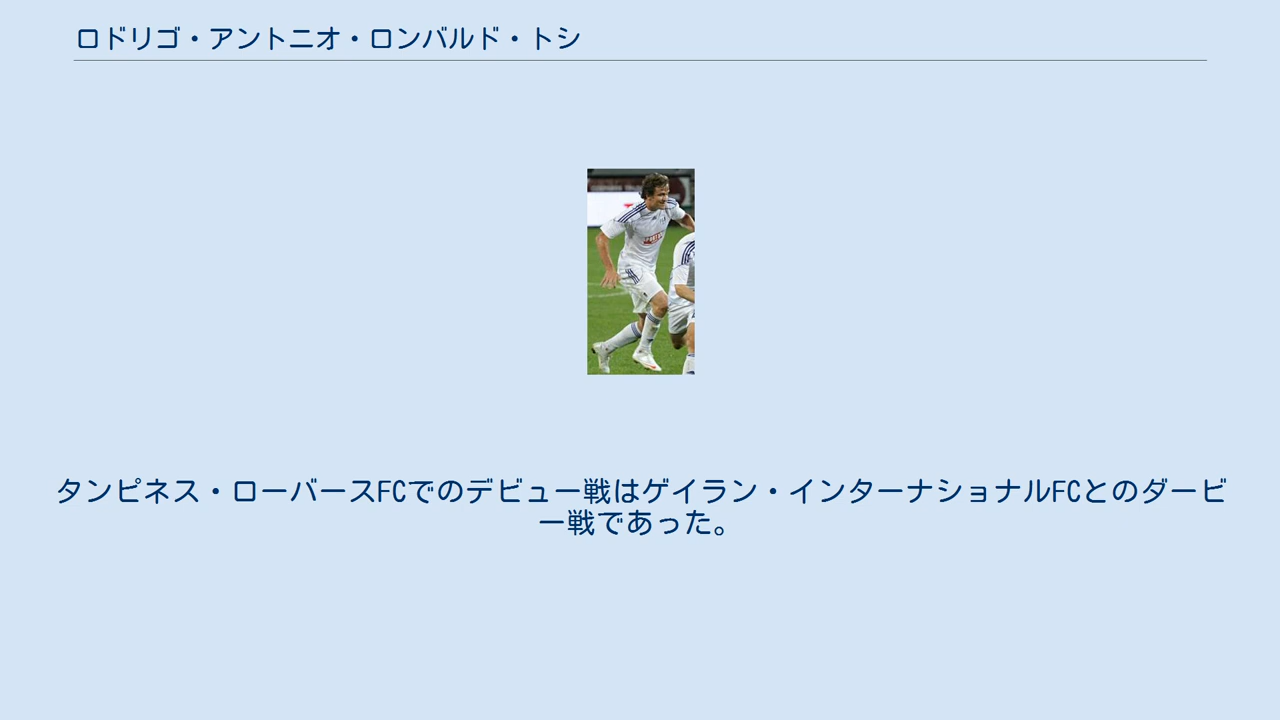 ロドリゴ・アントニオ・ロンバルド・トシ
タンピネス・ローバースFCでのデビュー戦はゲイラン・インターナショナルFCとのダービ
ー戦であった。